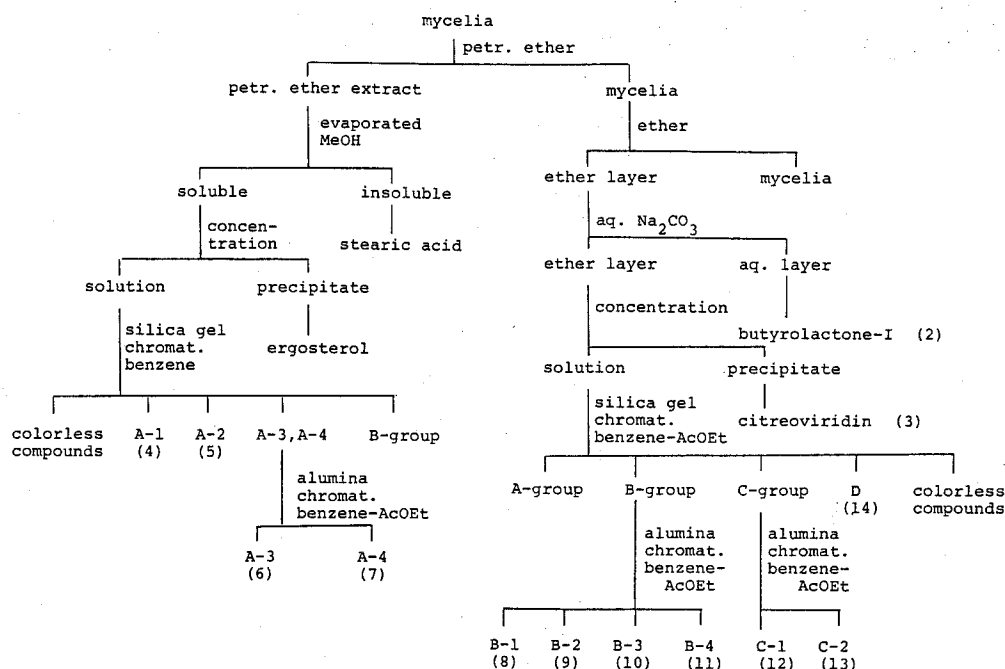 mycelia
petr. ether
petr. ether extract
mycelia
evaporated
MeOH
ether
soluble
insoluble
ether layer
mycelia
concen-
tration
stearic acid
aq. Na2CO3
solution
precipitate
ether layer
aq. layer
silica gel
chromat.
benzene
ergosterol
concentration
butyrolactone-I (2)
solution
precipitate
silica gel
chromat.
benzene-AcOEt
citreoviridin (3)
colorless
compounds
A-1
(4)
A-2
(5)
A-3,A-4
B-group
alumina
chromat.
benzene-AcOEt
A-3
(6)
A-4
(7)
A-group
B-group
C-group
D
(14)
colorless
compounds
alumina
chromat.
benzene-
AcOEt
alumina
chromat.
benzene-
AcOEt
B-1
(8)
B-2
(9)
B-3
(10)
B-4
(11)
C-1
(12)
C-2
(13)